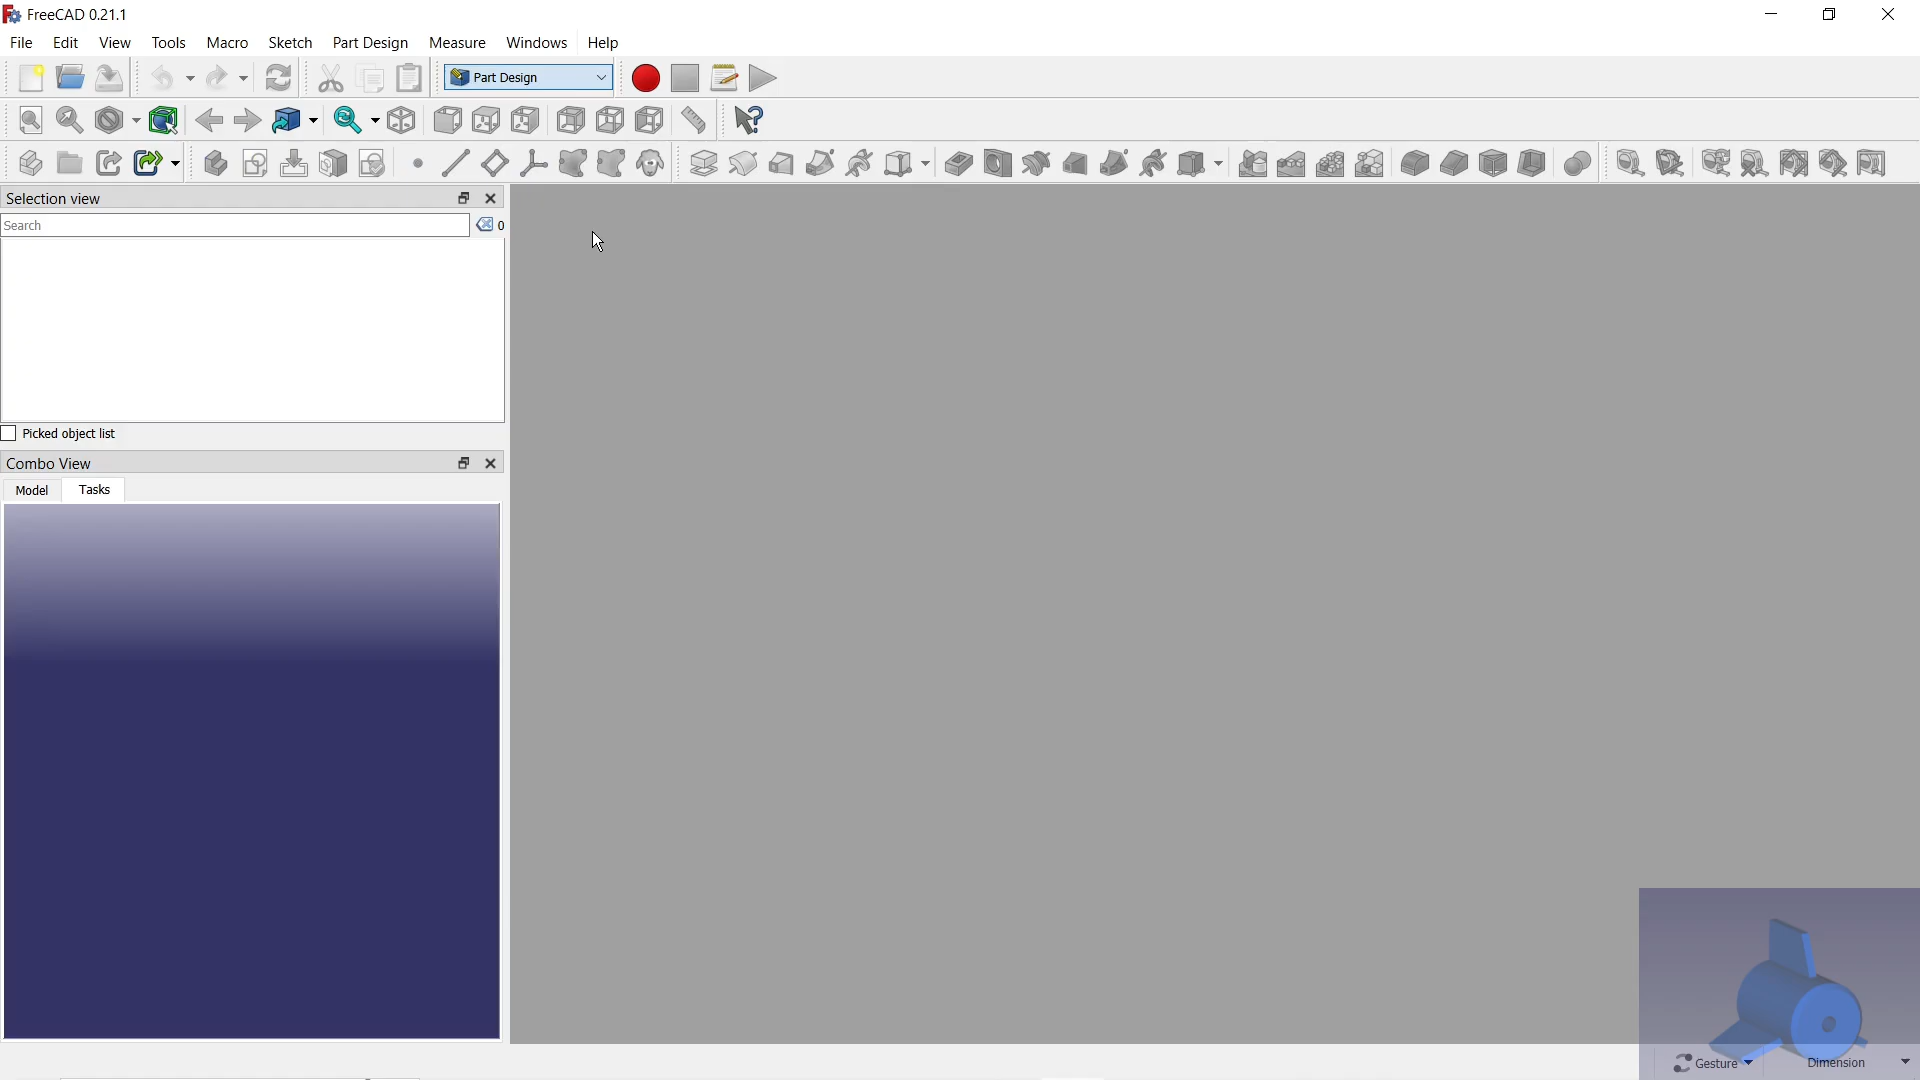 FreeCAD 0.21.1
File Edit View Tools Macro Sketch Part Design Measure Windows Help
Part Design
Selection view
Search
0
Picked object list
Combo View
Model Tasks
Gesture Dimension